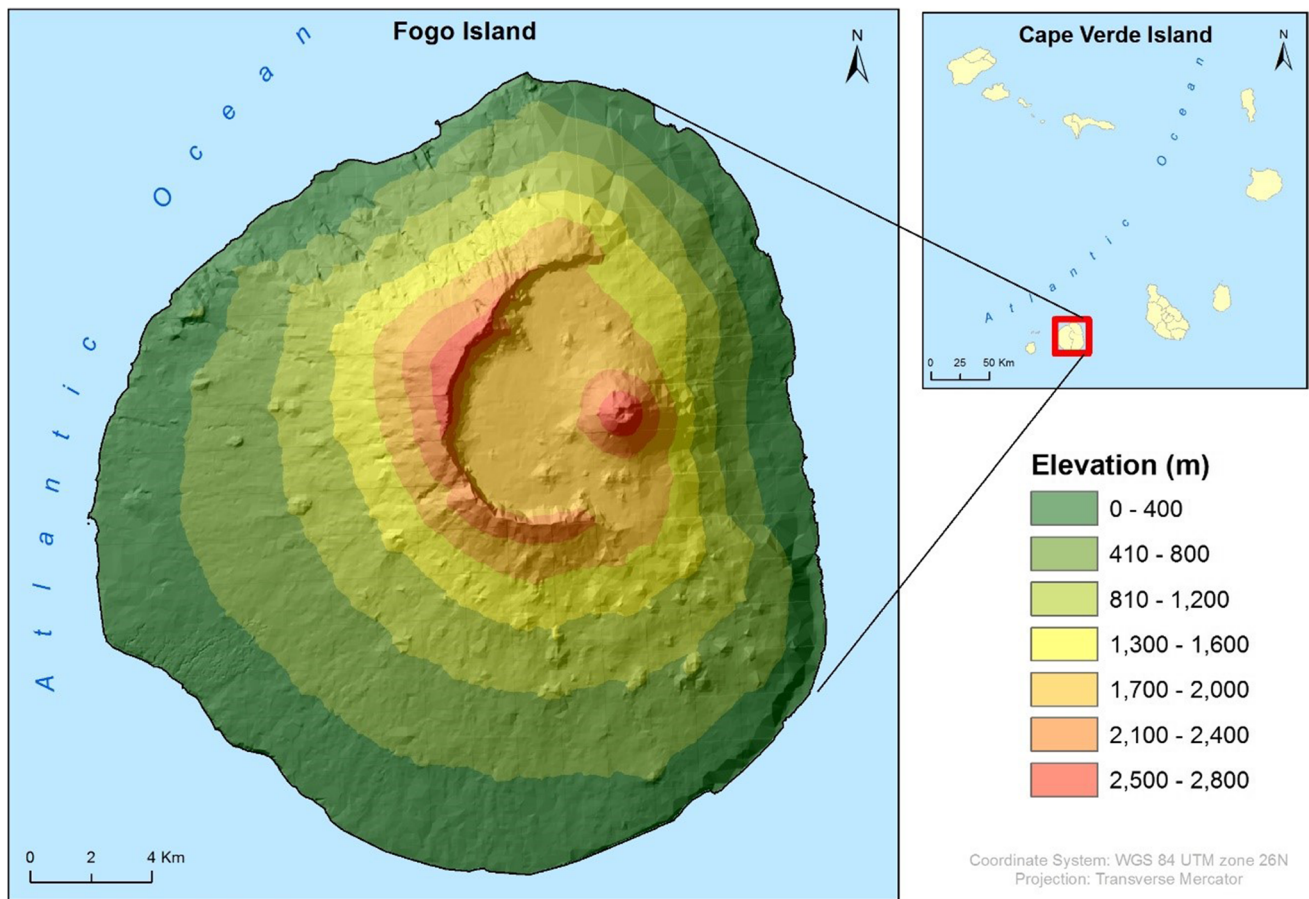 Fogo Island
N
Atlantic Ocean
0 2 4 Km
Cape Verde Island
N
Atlantic Ocean
0 25 50 Km
Elevation (m)
0 - 400
410 - 800
810 - 1,200
1,300 - 1,600
1,700 - 2,000
2,100 - 2,400
2,500 - 2,800
Coordinate System: WGS 84 UTM zone 26N
Projection: Transverse Mercator